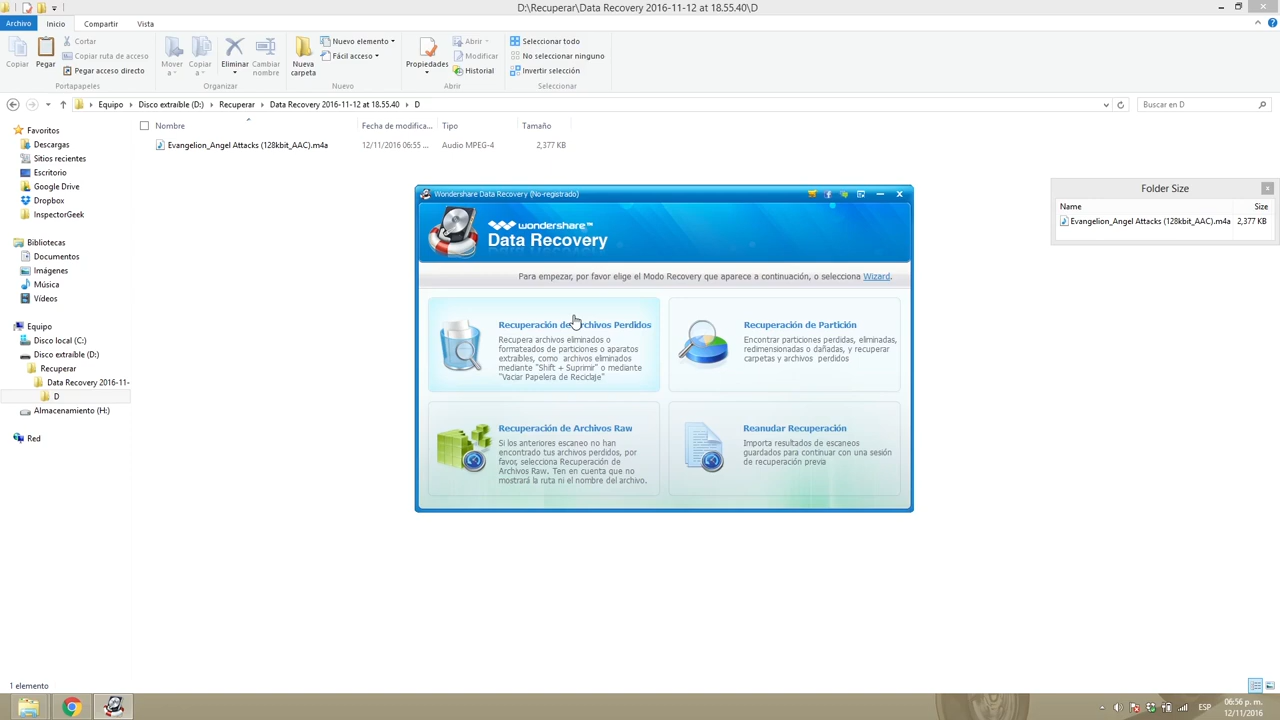 D:\Recuperar\Data Recovery 2016-11-12 at 18.55.40\D
Archivo Inicio Compartir Vista
Copiar
Pegar
Cortar
Copiar ruta de acceso
Pegar acceso directo
Portapapeles
Mover a
Copiar a
Eliminar
Cambiar nombre
Organizar
Nueva carpeta
Nuevo elemento
Fácil acceso
Nuevo
Propiedades
Abrir
Modificar
Historial
Abrir
Seleccionar todo
No seleccionar ninguno
Invertir selección
Seleccionar
Equipo Disco extraíble (D:) Recuperar Data Recovery 2016-11-12 at 18.55.40 D
Buscar en D
Nombre Fecha de modifica... Tipo Tamaño
Evangelion_Angel Attacks (128kbit_AAC).m4a 12/11/2016 06:55 ... Audio MPEG-4 2,377 KB
Favoritos
Descargas
Sitios recientes
Escritorio
Google Drive
Dropbox
InspectorGeek
Bibliotecas
Documentos
Imágenes
Música
Vídeos
Equipo
Disco local (C:)
Disco extraíble (D:)
Recuperar
Data Recovery 2016-11-
D
Almacenamiento (H:)
Red
Wondershare Data Recovery (No-registrado)
wondershare™
Data Recovery
Para empezar, por favor elige el Modo Recovery que aparece a continuación, o selecciona Wizard.
Recuperación de Archivos Perdidos
Recupera archivos eliminados o
formateados de particiones o aparatos
extraíbles, como archivos eliminados
mediante "Shift + Suprimir" o mediante
"Vaciar Papelera de Reciclaje"
Recuperación de Partición
Encontrar particiones perdidas, eliminadas,
redimensionadas o dañadas, y recuperar
carpetas y archivos perdidos
Recuperación de Archivos Raw
Si los anteriores escaneo no han
encontrado tus archivos perdidos, por
favor, selecciona Recuperación de
Archivos Raw. Ten en cuenta que no
mostrará la ruta ni el nombre del archivo.
Reanudar Recuperación
Importa resultados de escaneos
guardados para continuar con una sesión
de recuperación previa
Folder Size
Name Size
Evangelion_Angel Attacks (128kbit_AAC).m4a 2,377 KB
1 elemento
ESP
06:56 p. m.
12/11/2016